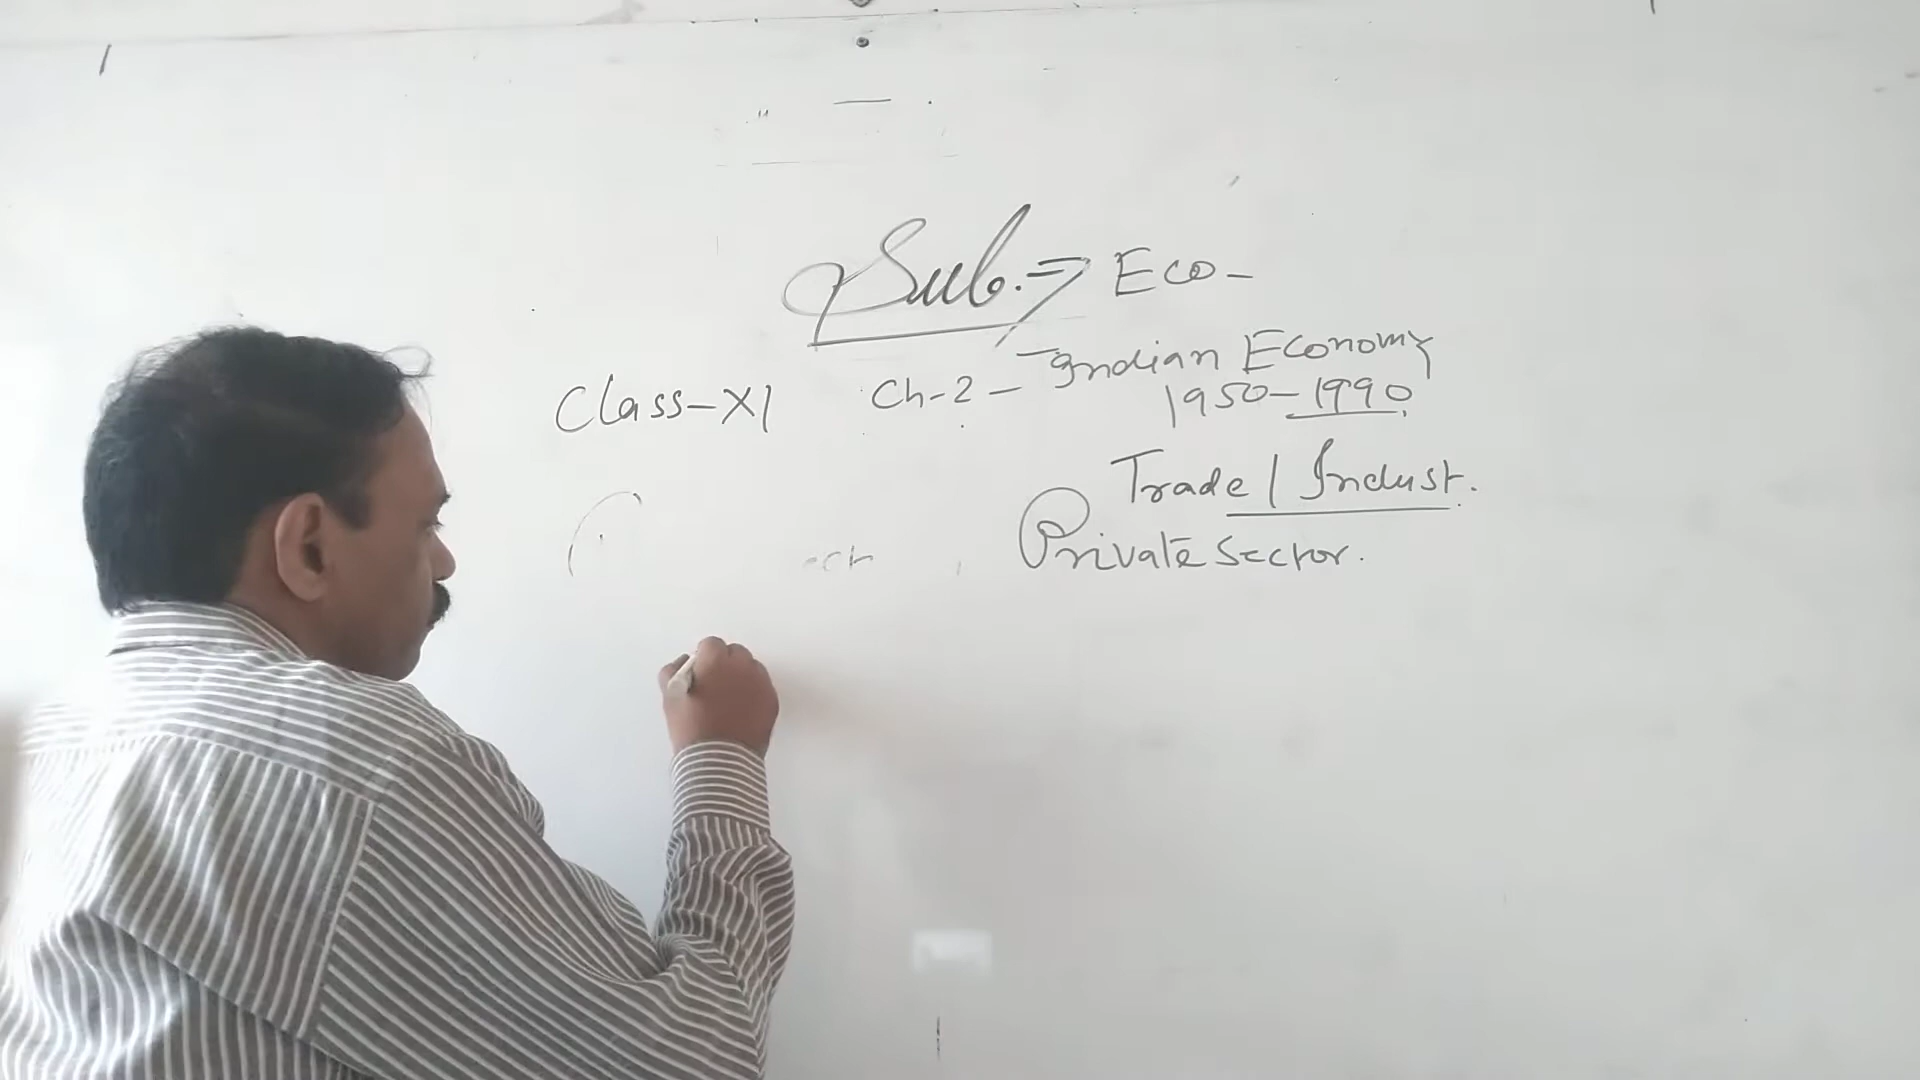 Sub. ⇒ Eco-
Class-XI Ch-2 - Indian Economy
1950-1990
Trade / Indust.
Private Sector.